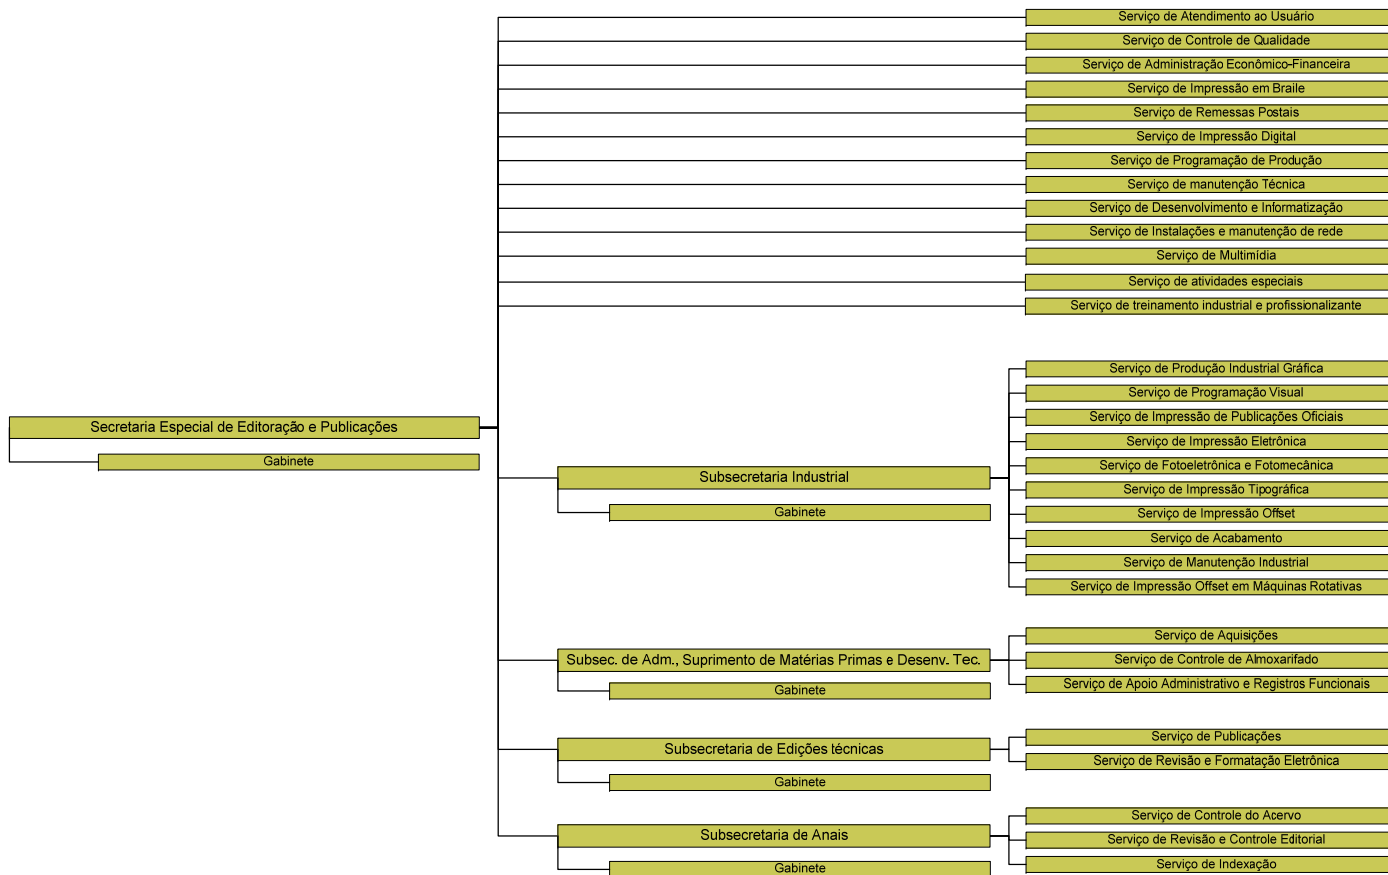 Serviço de Atendimento ao Usuário
Serviço de Controle de Qualidade
Serviço de Administração Econômico-Financeira
Serviço de Impressão em Braile
Serviço de Remessas Postais
Serviço de Impressão Digital
Serviço de Programação de Produção
Serviço de manutenção Técnica
Serviço de Desenvolvimento e Informatização
Serviço de Instalações e manutenção de rede
Serviço de Multimídia
Serviço de atividades especiais
Serviço de treinamento industrial e profissionalizante
Secretaria Especial de Editoração e Publicações
Gabinete
Subsecretaria Industrial
Gabinete
Serviço de Produção Industrial Gráfica
Serviço de Programação Visual
Serviço de Impressão de Publicações Oficiais
Serviço de Impressão Eletrônica
Serviço de Fotoeletrônica e Fotomecânica
Serviço de Impressão Tipográfica
Serviço de Impressão Offset
Serviço de Acabamento
Serviço de Manutenção Industrial
Serviço de Impressão Offset em Máquinas Rotativas
Subsec. de Adm., Suprimento de Matérias Primas e Desenv. Tec.
Gabinete
Serviço de Aquisições
Serviço de Controle de Almoxarifado
Serviço de Apoio Administrativo e Registros Funcionais
Subsecretaria de Edições técnicas
Gabinete
Serviço de Publicações
Serviço de Revisão e Formatação Eletrônica
Subsecretaria de Anais
Gabinete
Serviço de Controle do Acervo
Serviço de Revisão e Controle Editorial
Serviço de Indexação